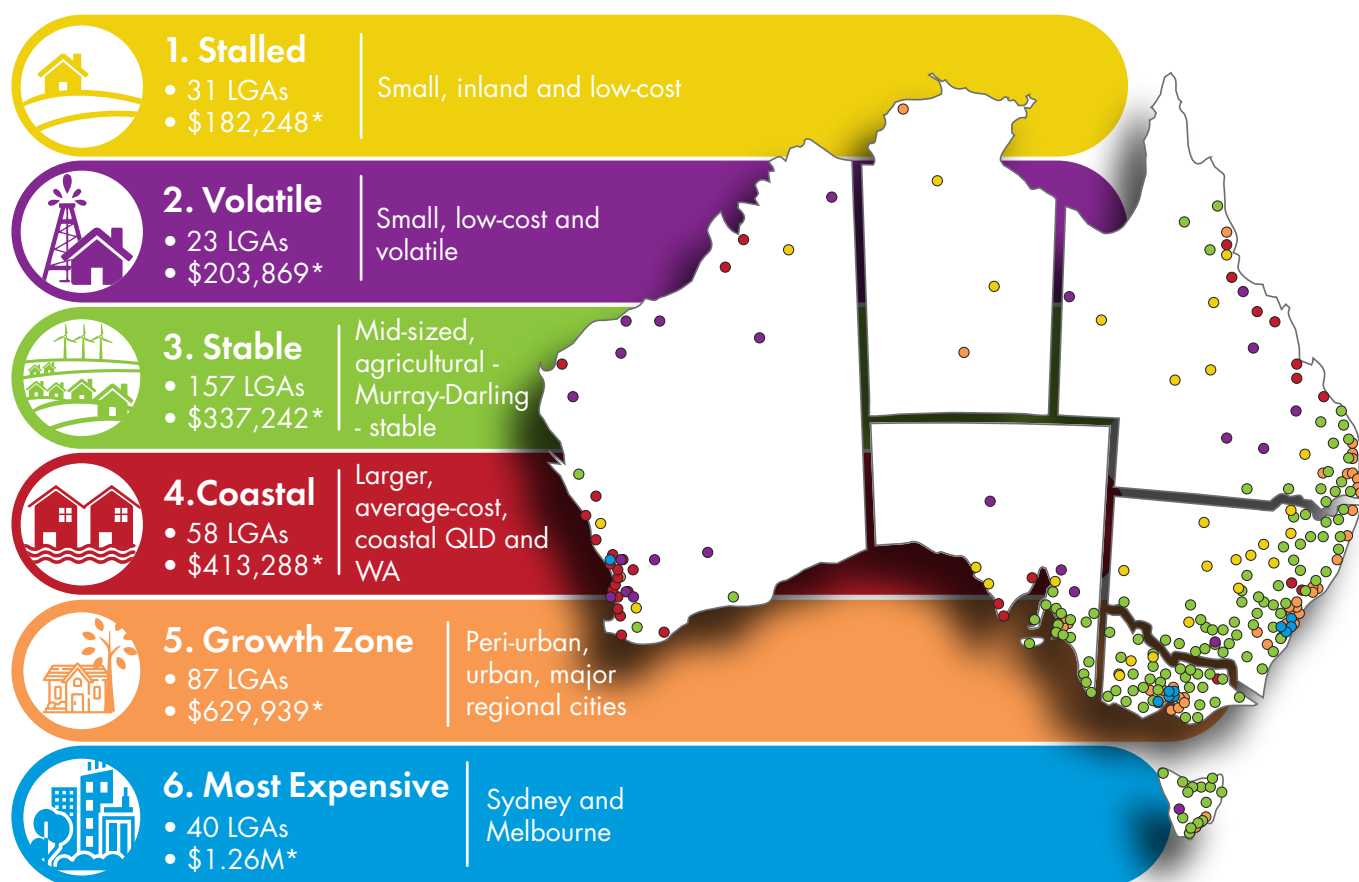 1. Stalled
• 31 LGAs
• $182,248*
Small, inland and low-cost
2. Volatile
• 23 LGAs
• $203,869*
Small, low-cost and
volatile
3. Stable
• 157 LGAs
• $337,242*
Mid-sized,
agricultural -
Murray-Darling
- stable
4.Coastal
• 58 LGAs
• $413,288*
Larger,
average-cost,
coastal QLD and
WA
5. Growth Zone
• 87 LGAs
• $629,939*
Peri-urban,
urban, major
regional cities
6. Most Expensive
• 40 LGAs
• $1.26M*
Sydney and
Melbourne